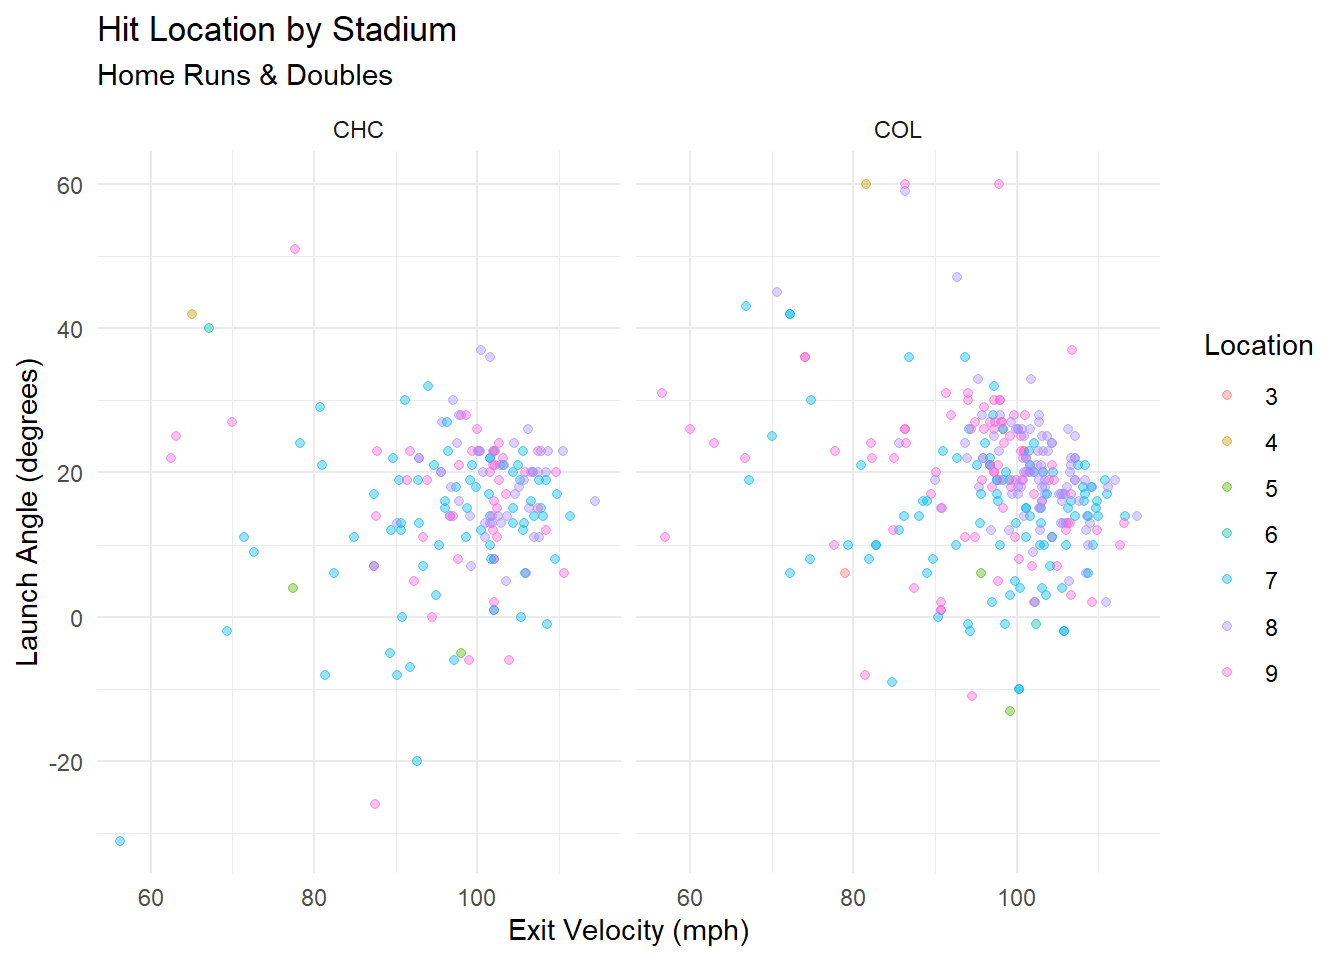 Hit Location by Stadium
Home Runs & Doubles
CHC
COL
60
40
20
0
-20
Launch Angle (degrees)
60
80
100
60
80
100
Exit Velocity (mph)
Location
3
4
5
6
7
8
9